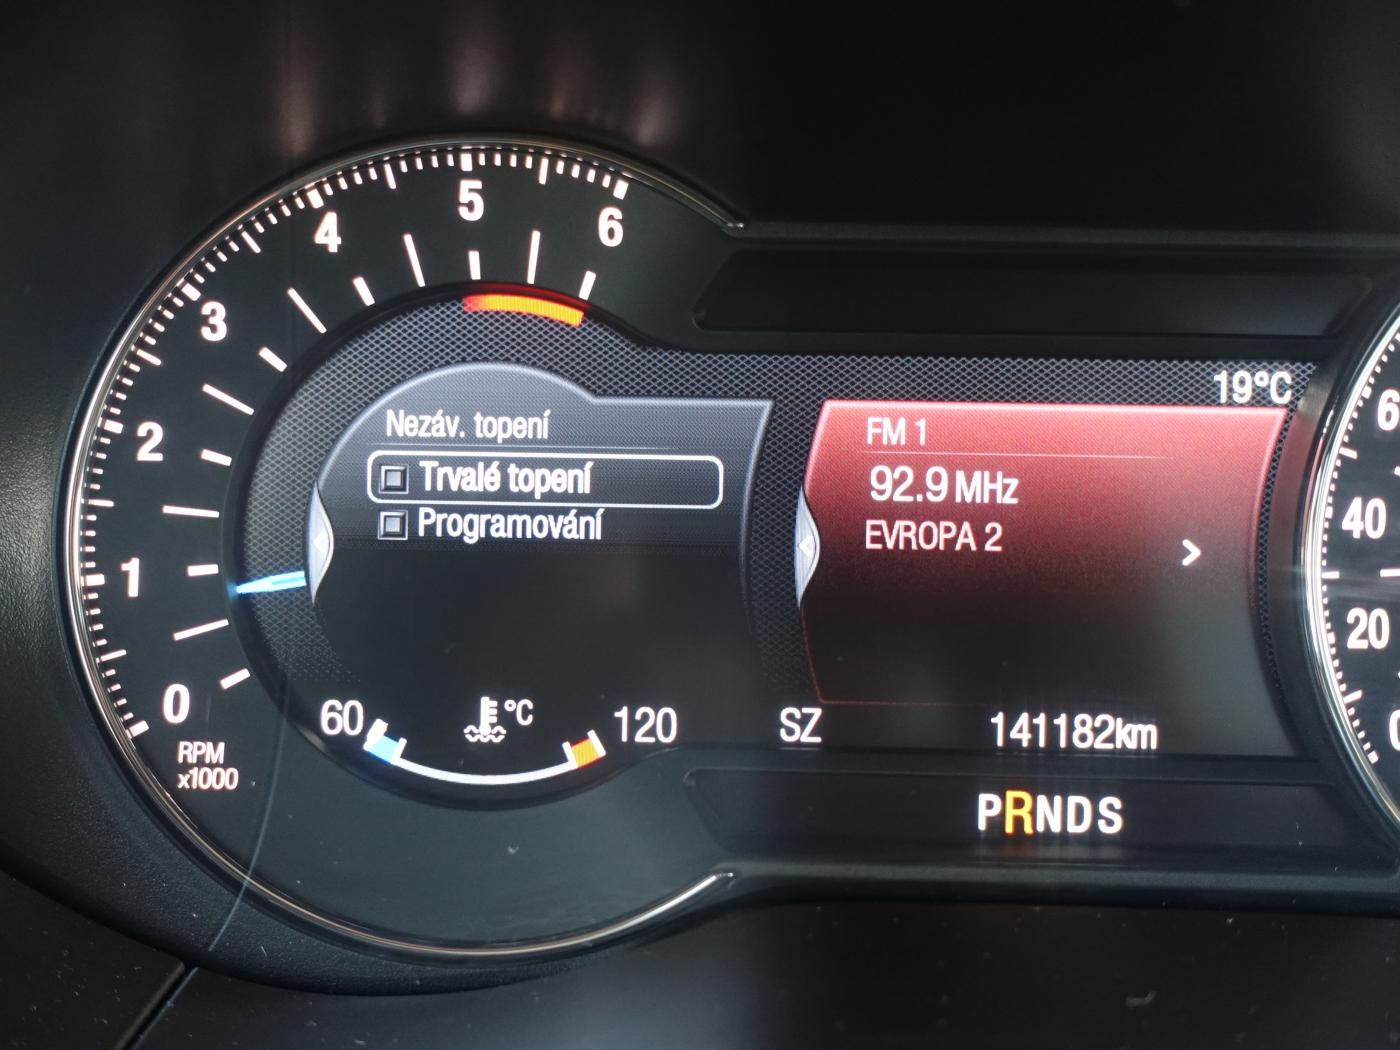 0
1
2
3
4
5
6
RPM
x1000
Nezáv. topení
Trvalé topení
Programování
60
°C
120
19°C
FM 1
92.9 MHz
EVROPA 2
SZ
141182km
PRNDS
40
20